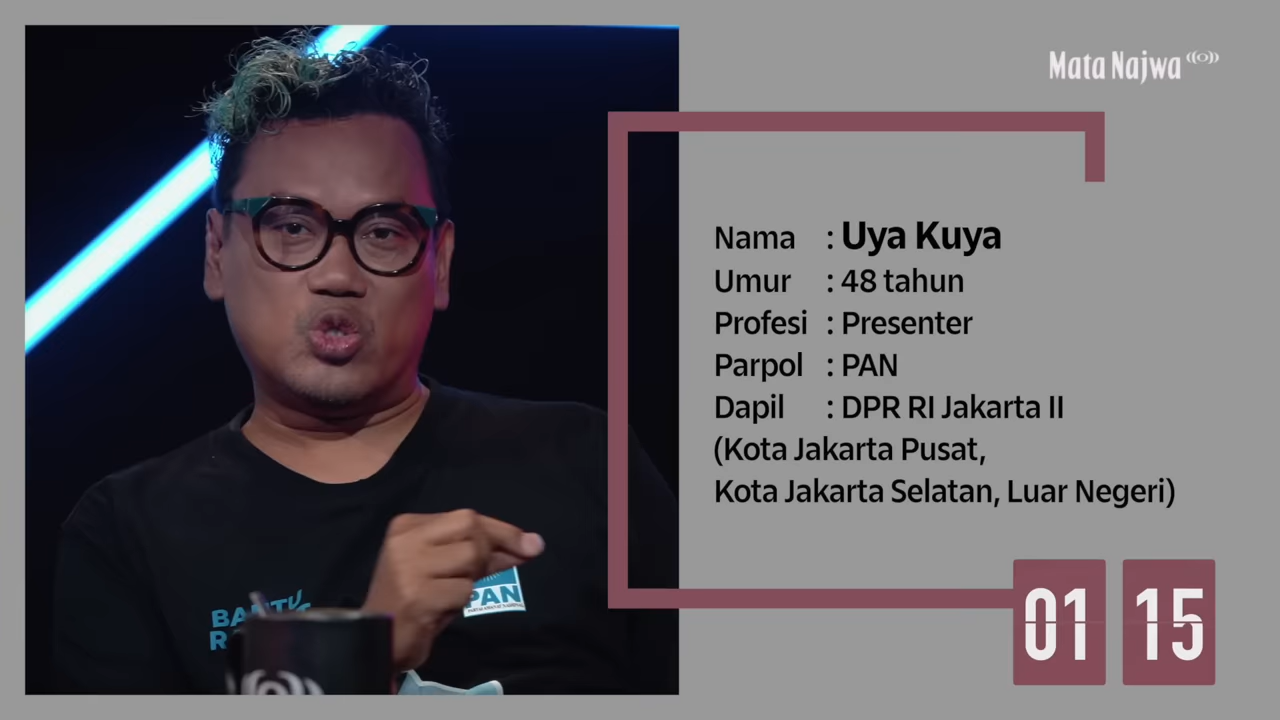 Mata Najwa
Nama : Uya Kuya
Umur : 48 tahun
Profesi : Presenter
Parpol : PAN
Dapil : DPR RI Jakarta II
(Kota Jakarta Pusat,
Kota Jakarta Selatan, Luar Negeri)
PAN
01 15